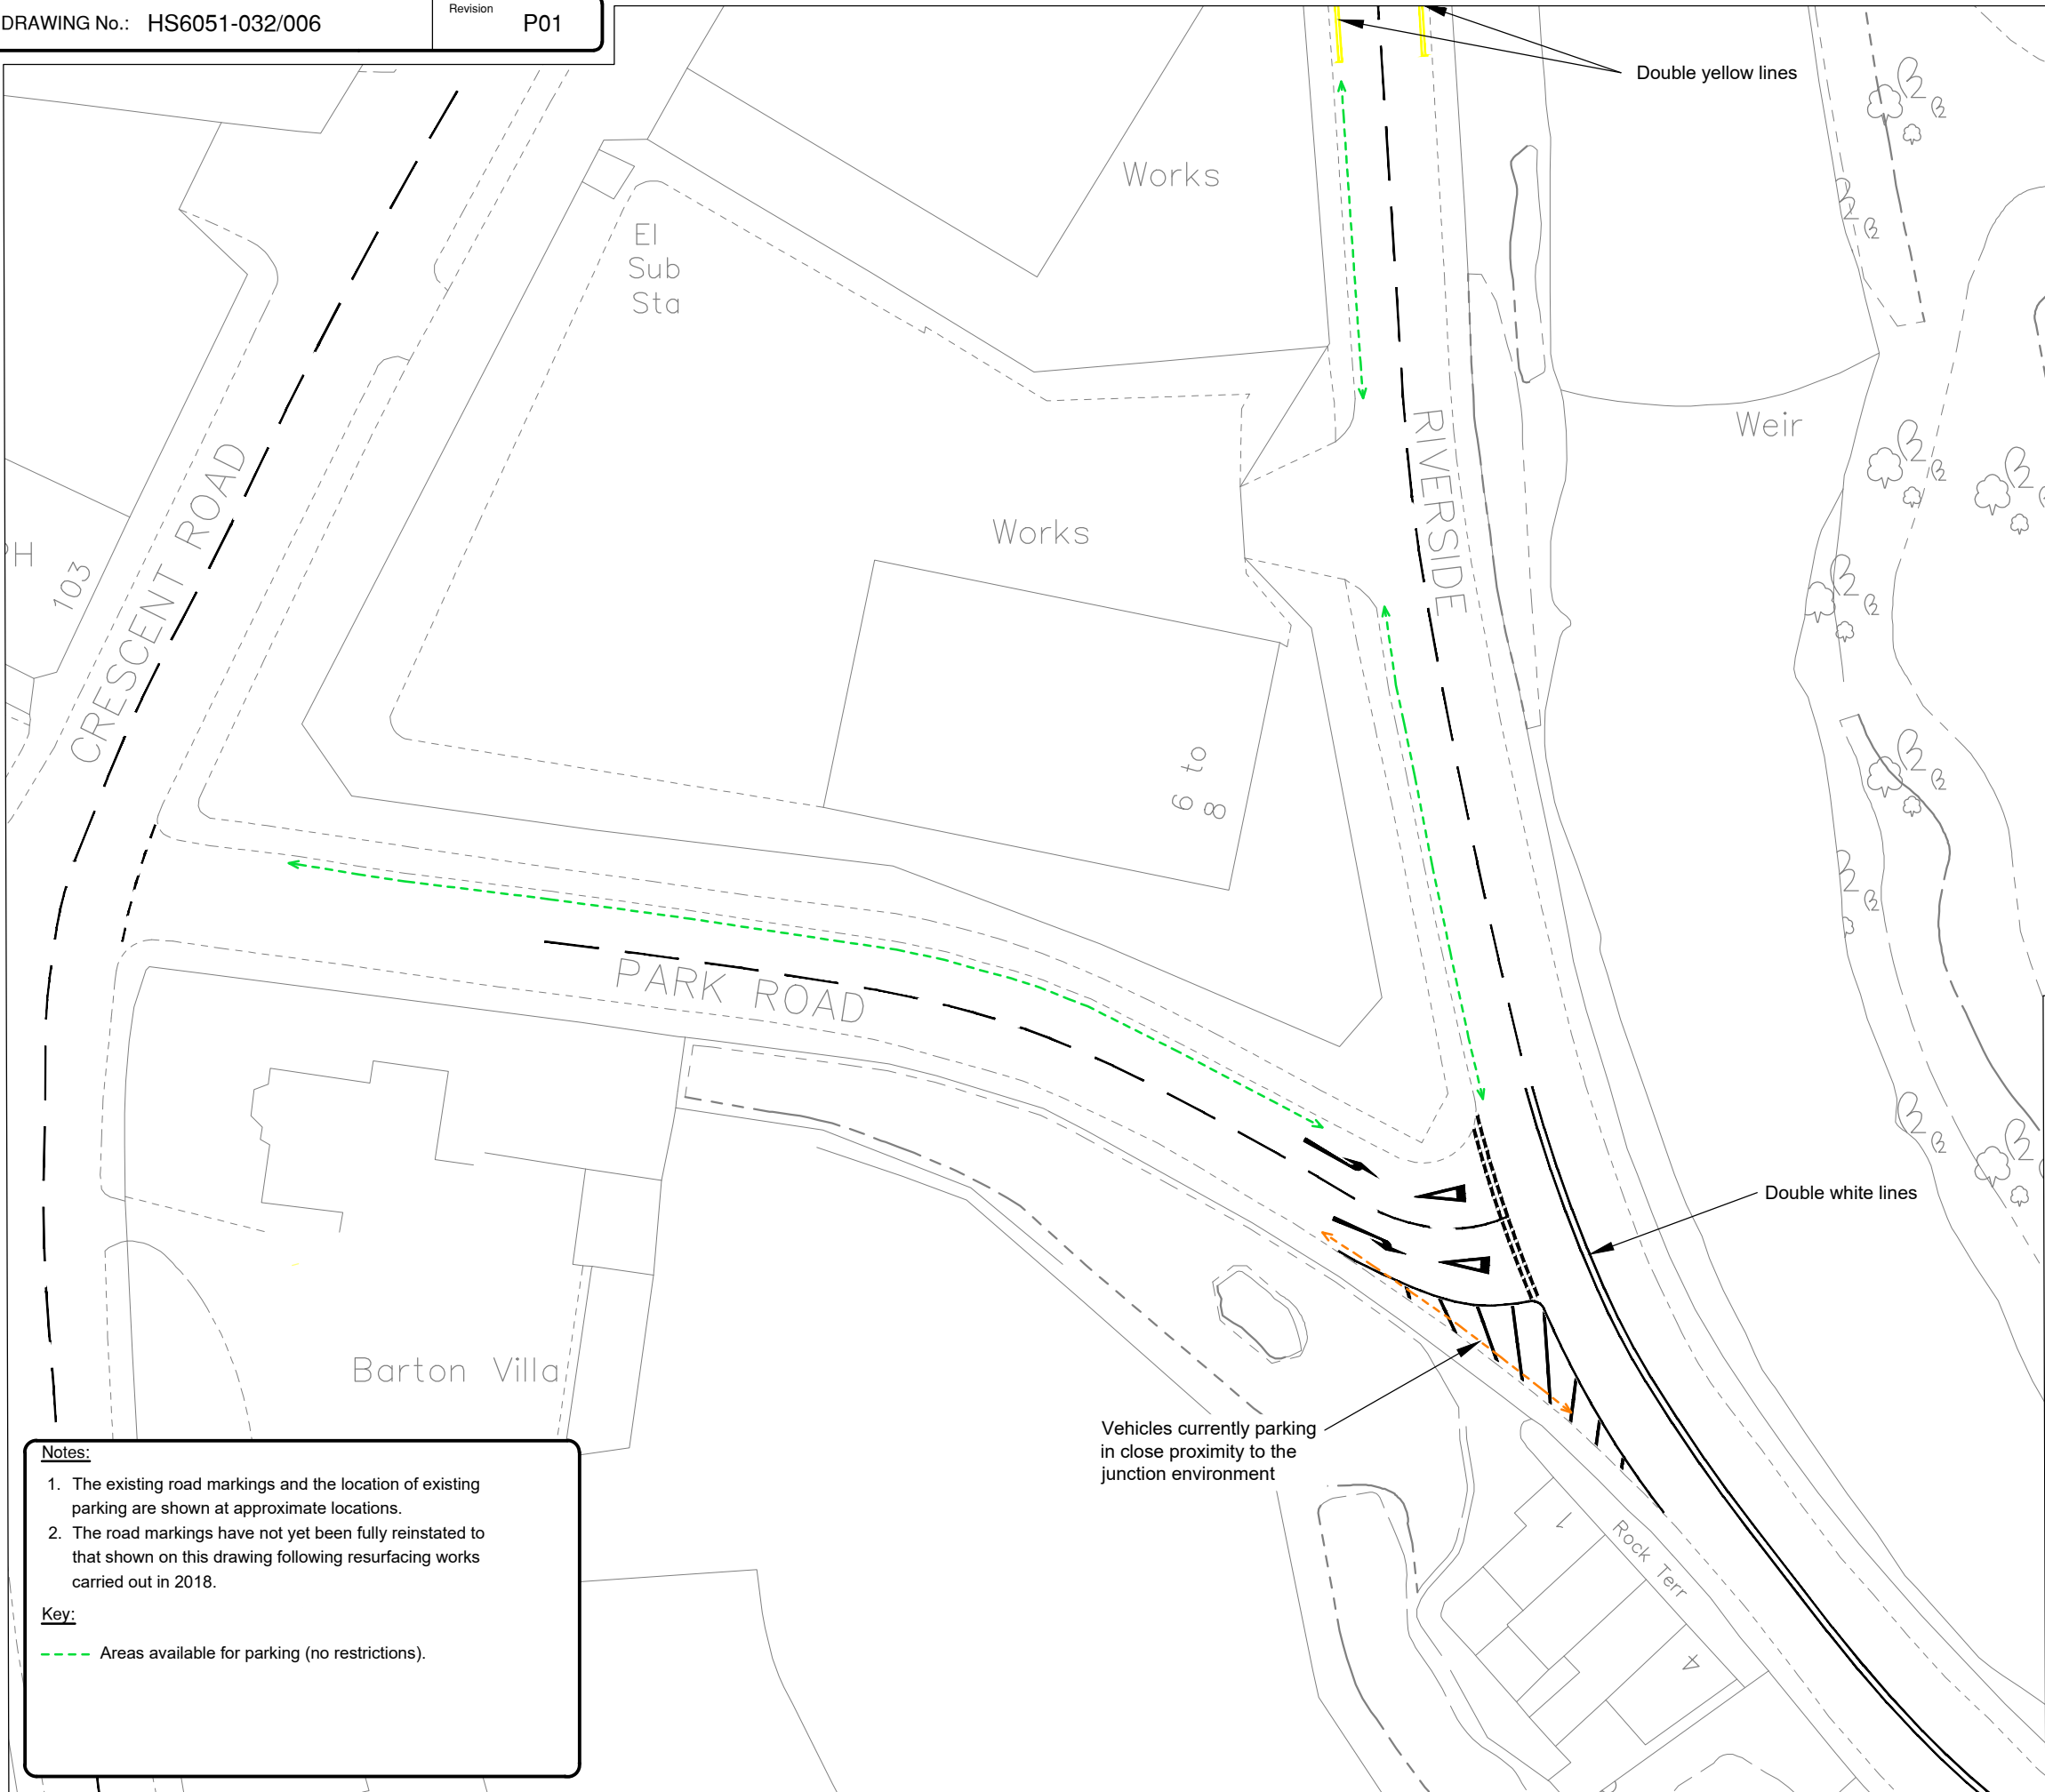 DRAWING No.: HS6051-032/006
Revision
P01
Double yellow lines
Works
El
Sub
Sta
RIVERSIDE
Weir
CRESCENT ROAD
Works
PH
103
6 to
8
PARK ROAD
Double white lines
Barton Villa
Vehicles currently parking
in close proximity to the
junction environment
1
Rock Terr
4
Notes:
1. The existing road markings and the location of existing
parking are shown at approximate locations.
2. The road markings have not yet been fully reinstated to
that shown on this drawing following resurfacing works
carried out in 2018.
Key:
Areas available for parking (no restrictions).